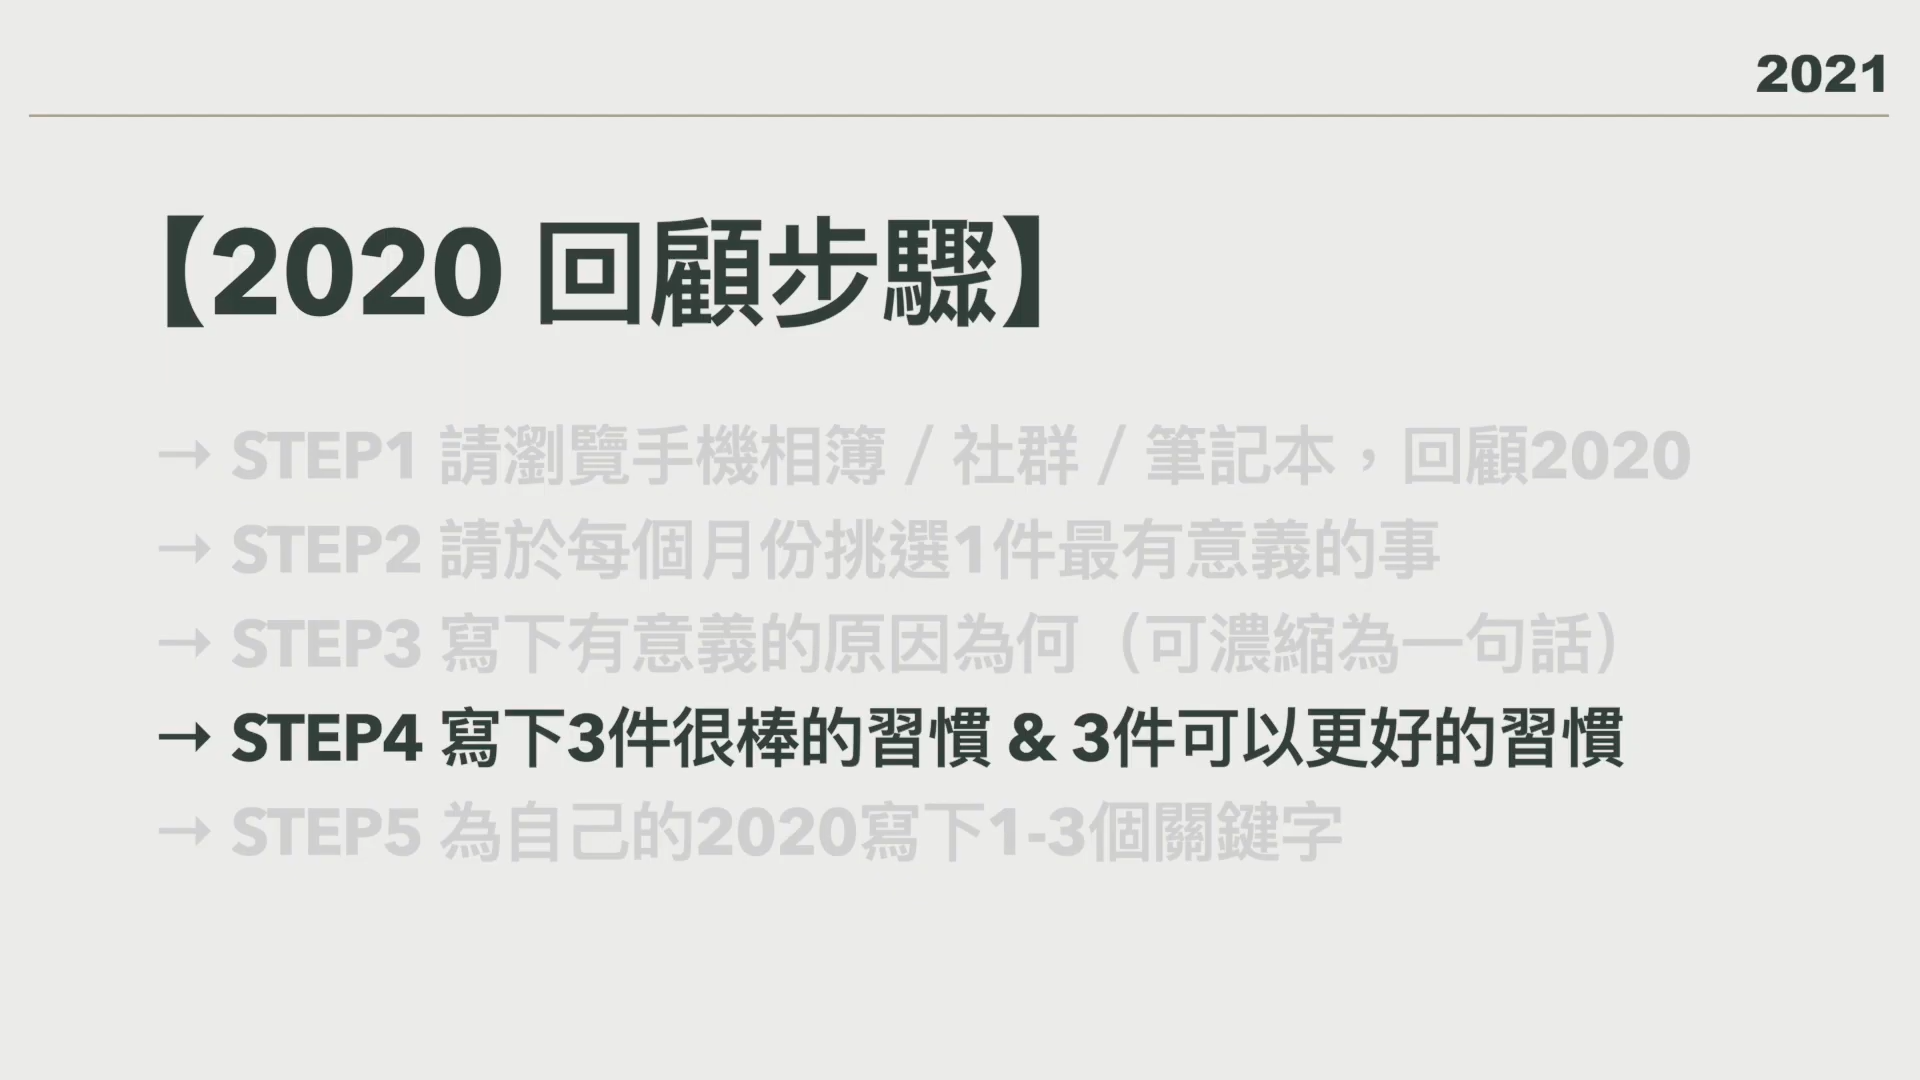 2021
【2020 回顧步驟】
→ STEP1 請瀏覽手機相簿 / 社群 / 筆記本，回顧2020
→ STEP2 請於每個月份挑選1件最有意義的事
→ STEP3 寫下有意義的原因為何（可濃縮為一句話）
→ STEP4 寫下3件很棒的習慣 & 3件可以更好的習慣
→ STEP5 為自己的2020寫下1-3個關鍵字